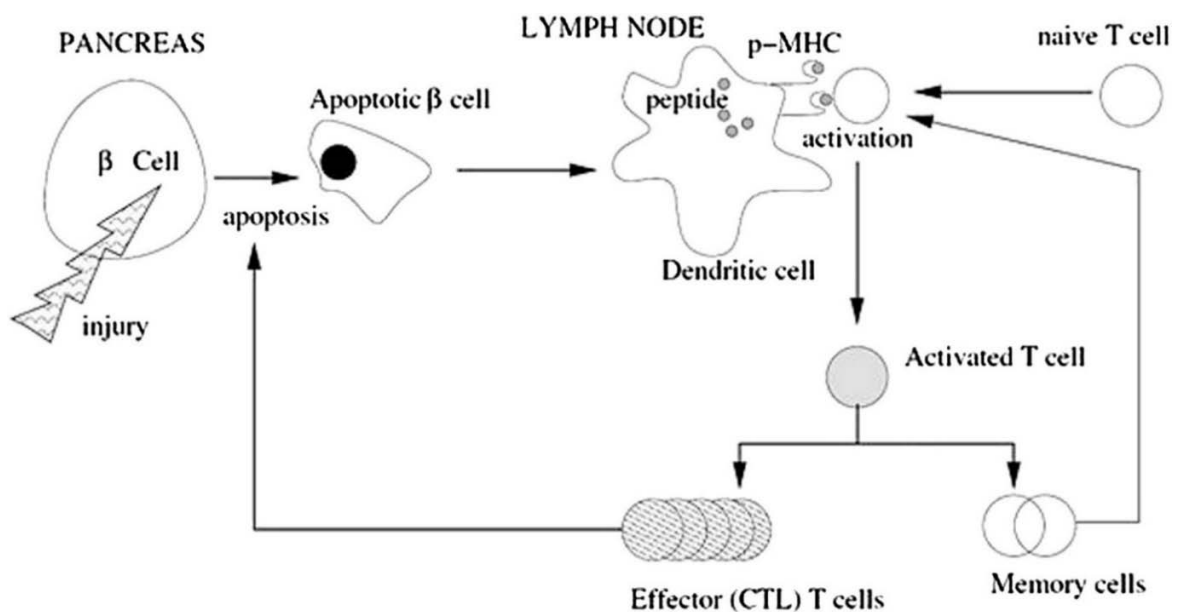 PANCREAS
LYMPH NODE
p-MHC
naive T cell
Apoptotic β cell
peptide
β Cell
activation
apoptosis
Dendritic cell
injury
Activated T cell
Effector (CTL) T cells
Memory cells